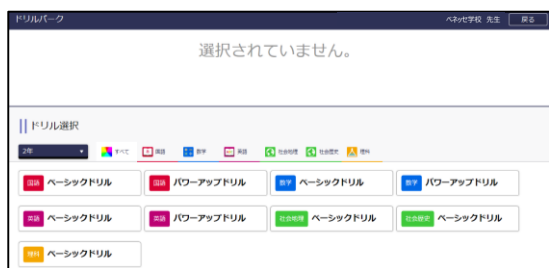 ドリルパーク
ベネッセ学校 先生 戻る
選択されていません。
ドリル選択
2年 すべて 国語 数学 英語 社会地理 社会歴史 理科
国語 ベーシックドリル 国語 パワーアップドリル 数学 ベーシックドリル 数学 パワーアップドリル
英語 ベーシックドリル 英語 パワーアップドリル 社会地理 ベーシックドリル 社会歴史 ベーシックドリル
理科 ベーシックドリル